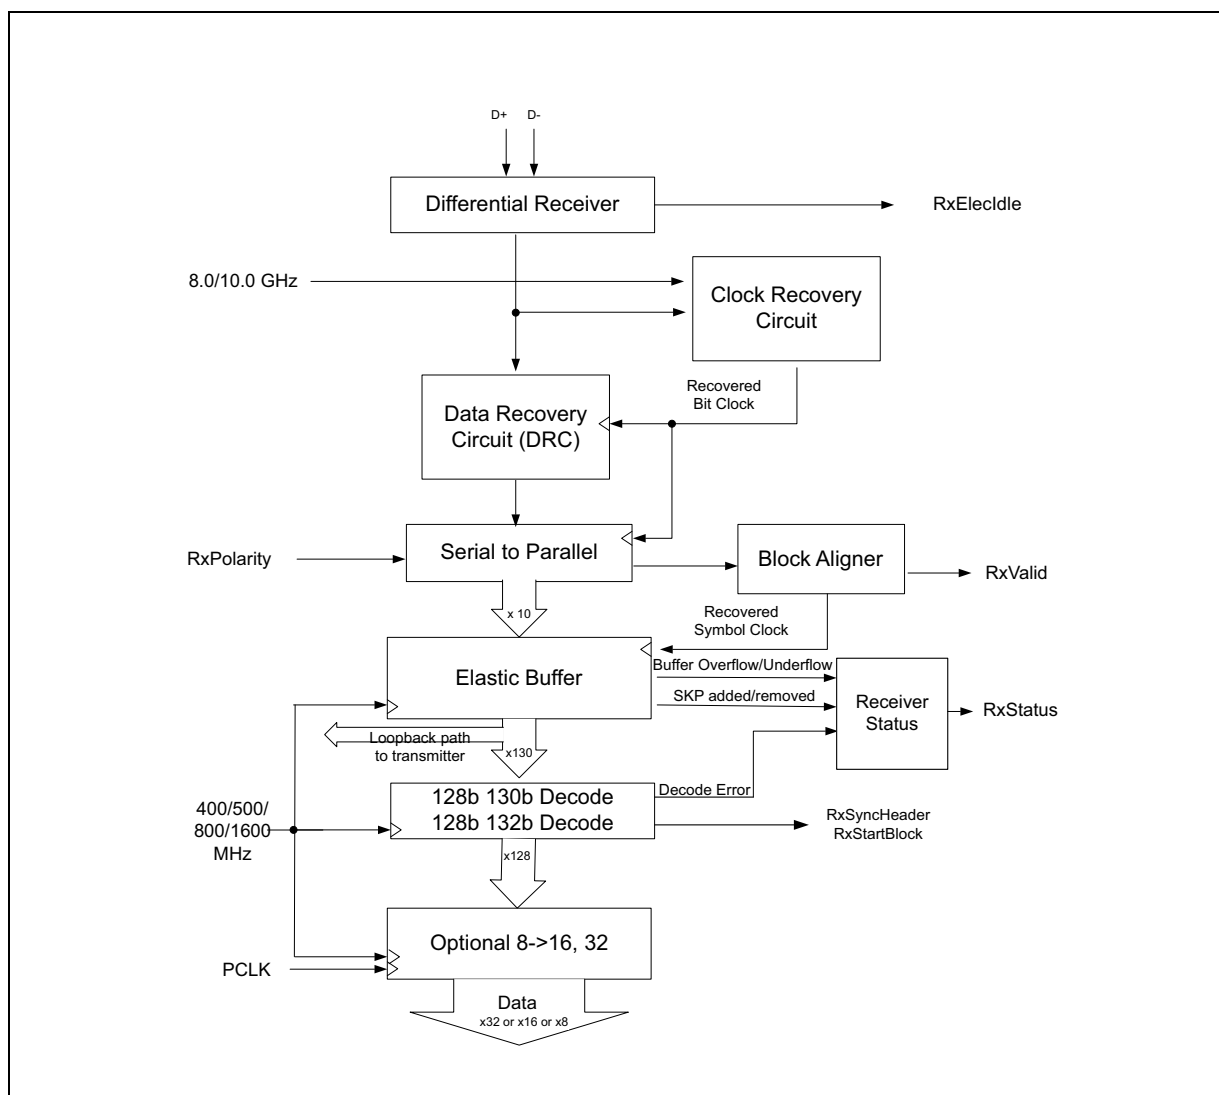 D+ D-
Differential Receiver
RxElecIdle
8.0/10.0 GHz
Clock Recovery
Circuit
Recovered
Bit Clock
Data Recovery
Circuit (DRC)
RxPolarity
Serial to Parallel
Block Aligner
RxValid
x 10
Recovered
Symbol Clock
Elastic Buffer
Buffer Overflow/Underflow
SKP added/removed
Receiver
Status
RxStatus
Loopback path
to transmitter
x130
Decode Error
128b 130b Decode
128b 132b Decode
400/500/
800/1600
MHz
RxSyncHeader
RxStartBlock
x128
Optional 8->16, 32
PCLK
Data
x32 or x16 or x8